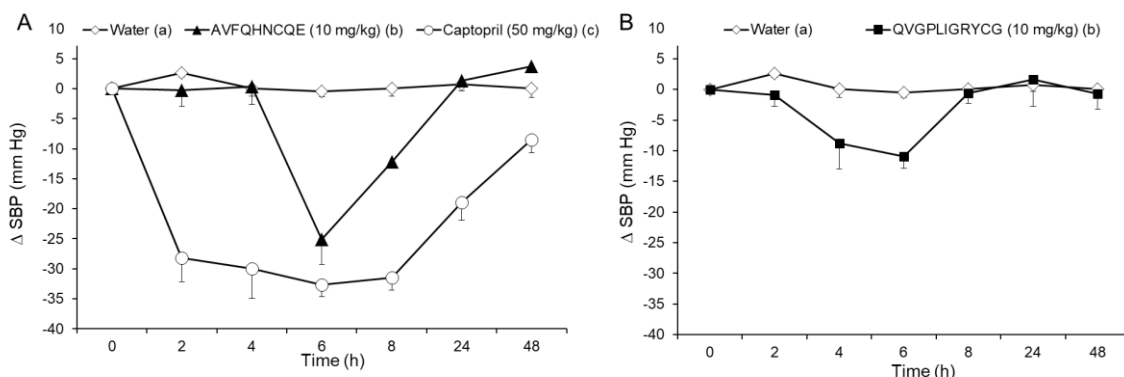 A
Water (a) AVFQHNCQE (10 mg/kg) (b) Captopril (50 mg/kg) (c)
Δ SBP (mm Hg)
10
5
0
-5
-10
-15
-20
-25
-30
-35
-40
0 2 4 6 8 24 48
Time (h)
B
Water (a) QVGPLIGRYCG (10 mg/kg) (b)
Δ SBP (mm Hg)
10
5
0
-5
-10
-15
-20
-25
-30
-35
-40
0 2 4 6 8 24 48
Time (h)